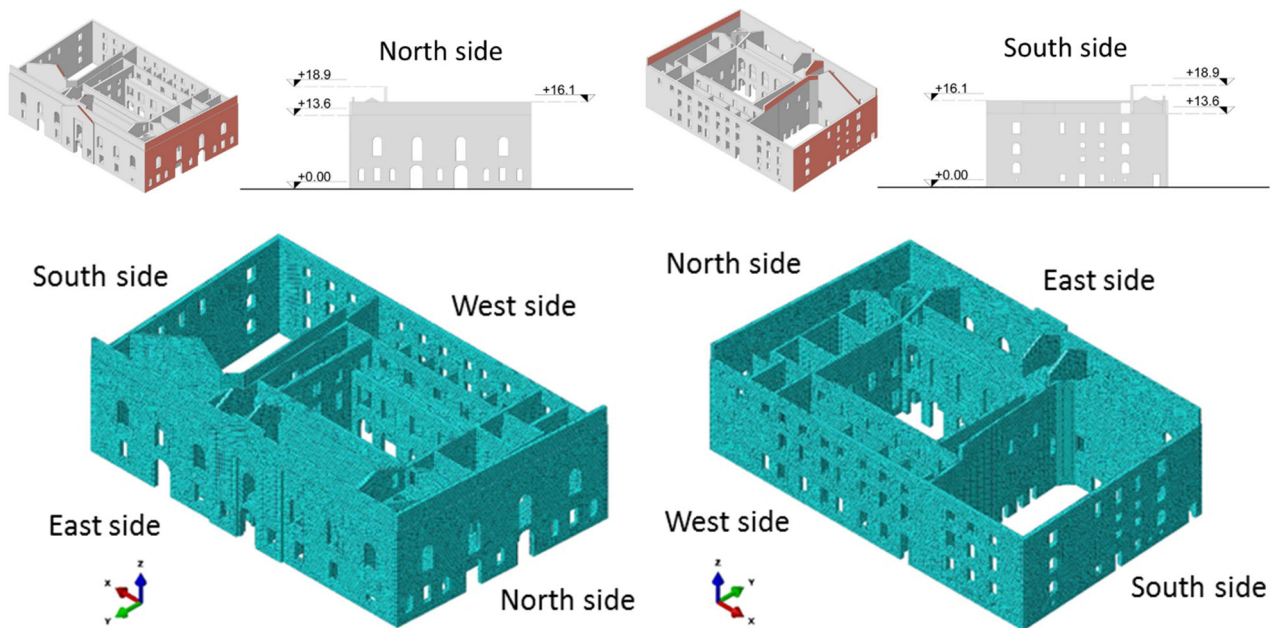 North side
+18.9
+13.6
+16.1
+0.00
South side
+16.1
+18.9
+13.6
+0.00
South side
West side
East side
North side
Z
X
Y
North side
East side
West side
South side
Z
Y
X